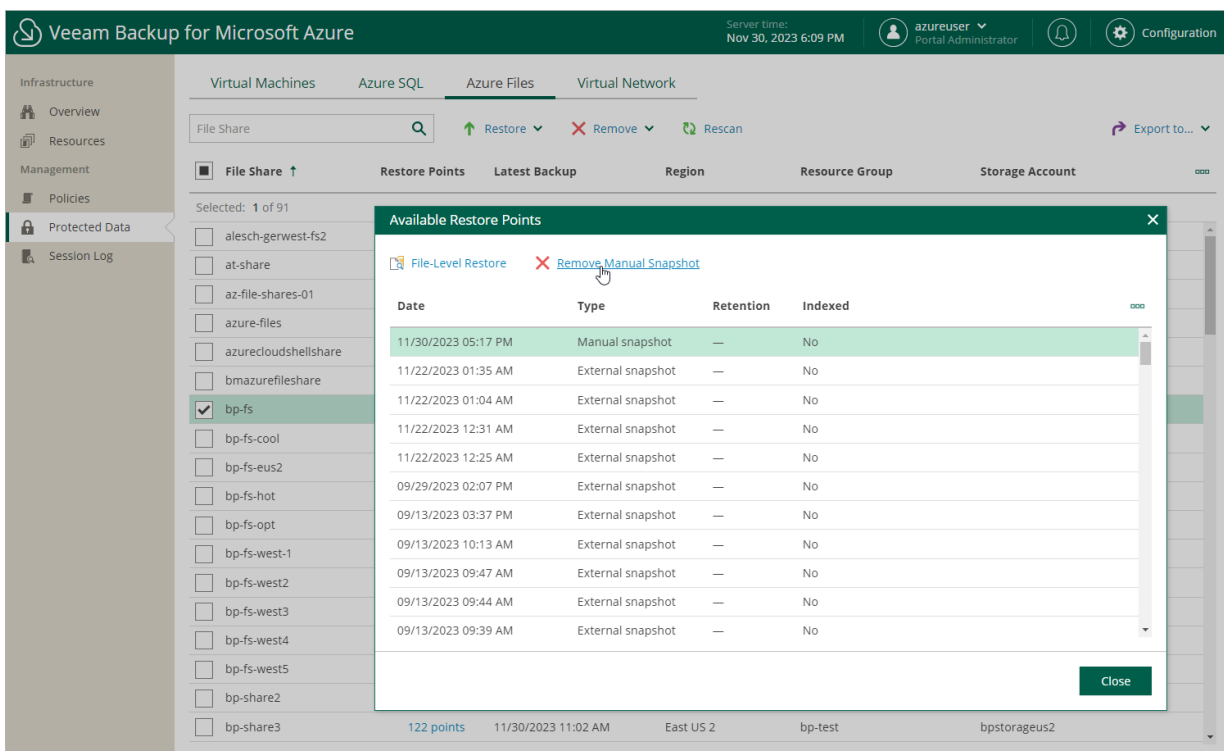 Veeam Backup for Microsoft Azure
Server time:
Nov 30, 2023 6:09 PM
azureuser
Portal Administrator
Configuration
Infrastructure
Overview
Resources
Management
Policies
Protected Data
Session Log
Virtual Machines Azure SQL Azure Files Virtual Network
File Share Restore Remove Rescan Export to...
File Share Restore Points Latest Backup Region Resource Group Storage Account
Selected: 1 of 91
alesch-gerwest-fs2
at-share
az-file-shares-01
azure-files
azurecloudshellshare
bmazurefileshare
bp-fs
bp-fs-cool
bp-fs-eus2
bp-fs-hot
bp-fs-opt
bp-fs-west-1
bp-fs-west2
bp-fs-west3
bp-fs-west4
bp-fs-west5
bp-share2
bp-share3 122 points 11/30/2023 11:02 AM East US 2 bp-test bpstorageus2
Available Restore Points
File-Level Restore Remove Manual Snapshot
Date Type Retention Indexed
11/30/2023 05:17 PM Manual snapshot — No
11/22/2023 01:35 AM External snapshot — No
11/22/2023 01:04 AM External snapshot — No
11/22/2023 12:31 AM External snapshot — No
11/22/2023 12:25 AM External snapshot — No
09/29/2023 02:07 PM External snapshot — No
09/13/2023 03:37 PM External snapshot — No
09/13/2023 10:13 AM External snapshot — No
09/13/2023 09:47 AM External snapshot — No
09/13/2023 09:44 AM External snapshot — No
09/13/2023 09:39 AM External snapshot — No
Close